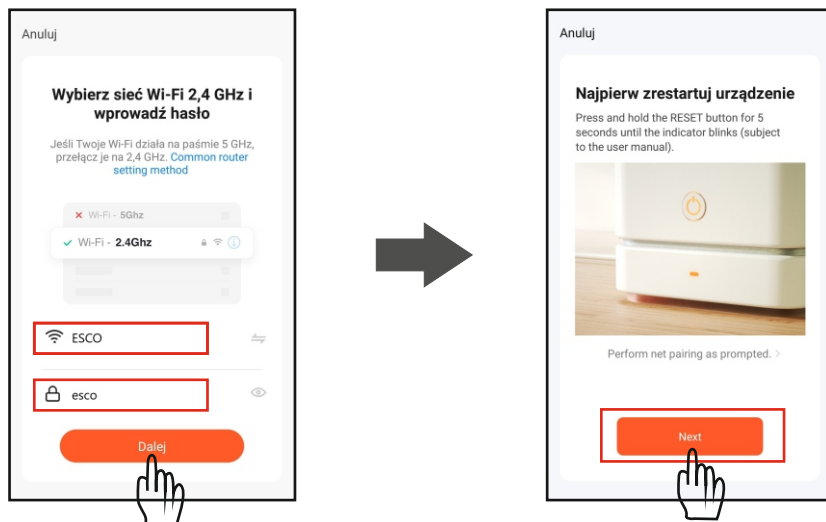 Anuluj
Wybierz sieć Wi-Fi 2,4 GHz i
wprowadź hasło
Jeśli Twoje Wi-Fi działa na paśmie 5 GHz,
przełącz je na 2,4 GHz. Common router
setting method
Wi-Fi - 5Ghz
Wi-Fi - 2.4Ghz
ESCO
esco
Dalej
Anuluj
Najpierw zrestartuj urządzenie
Press and hold the RESET button for 5
seconds until the indicator blinks (subject
to the user manual).
Perform net pairing as prompted. >
Next